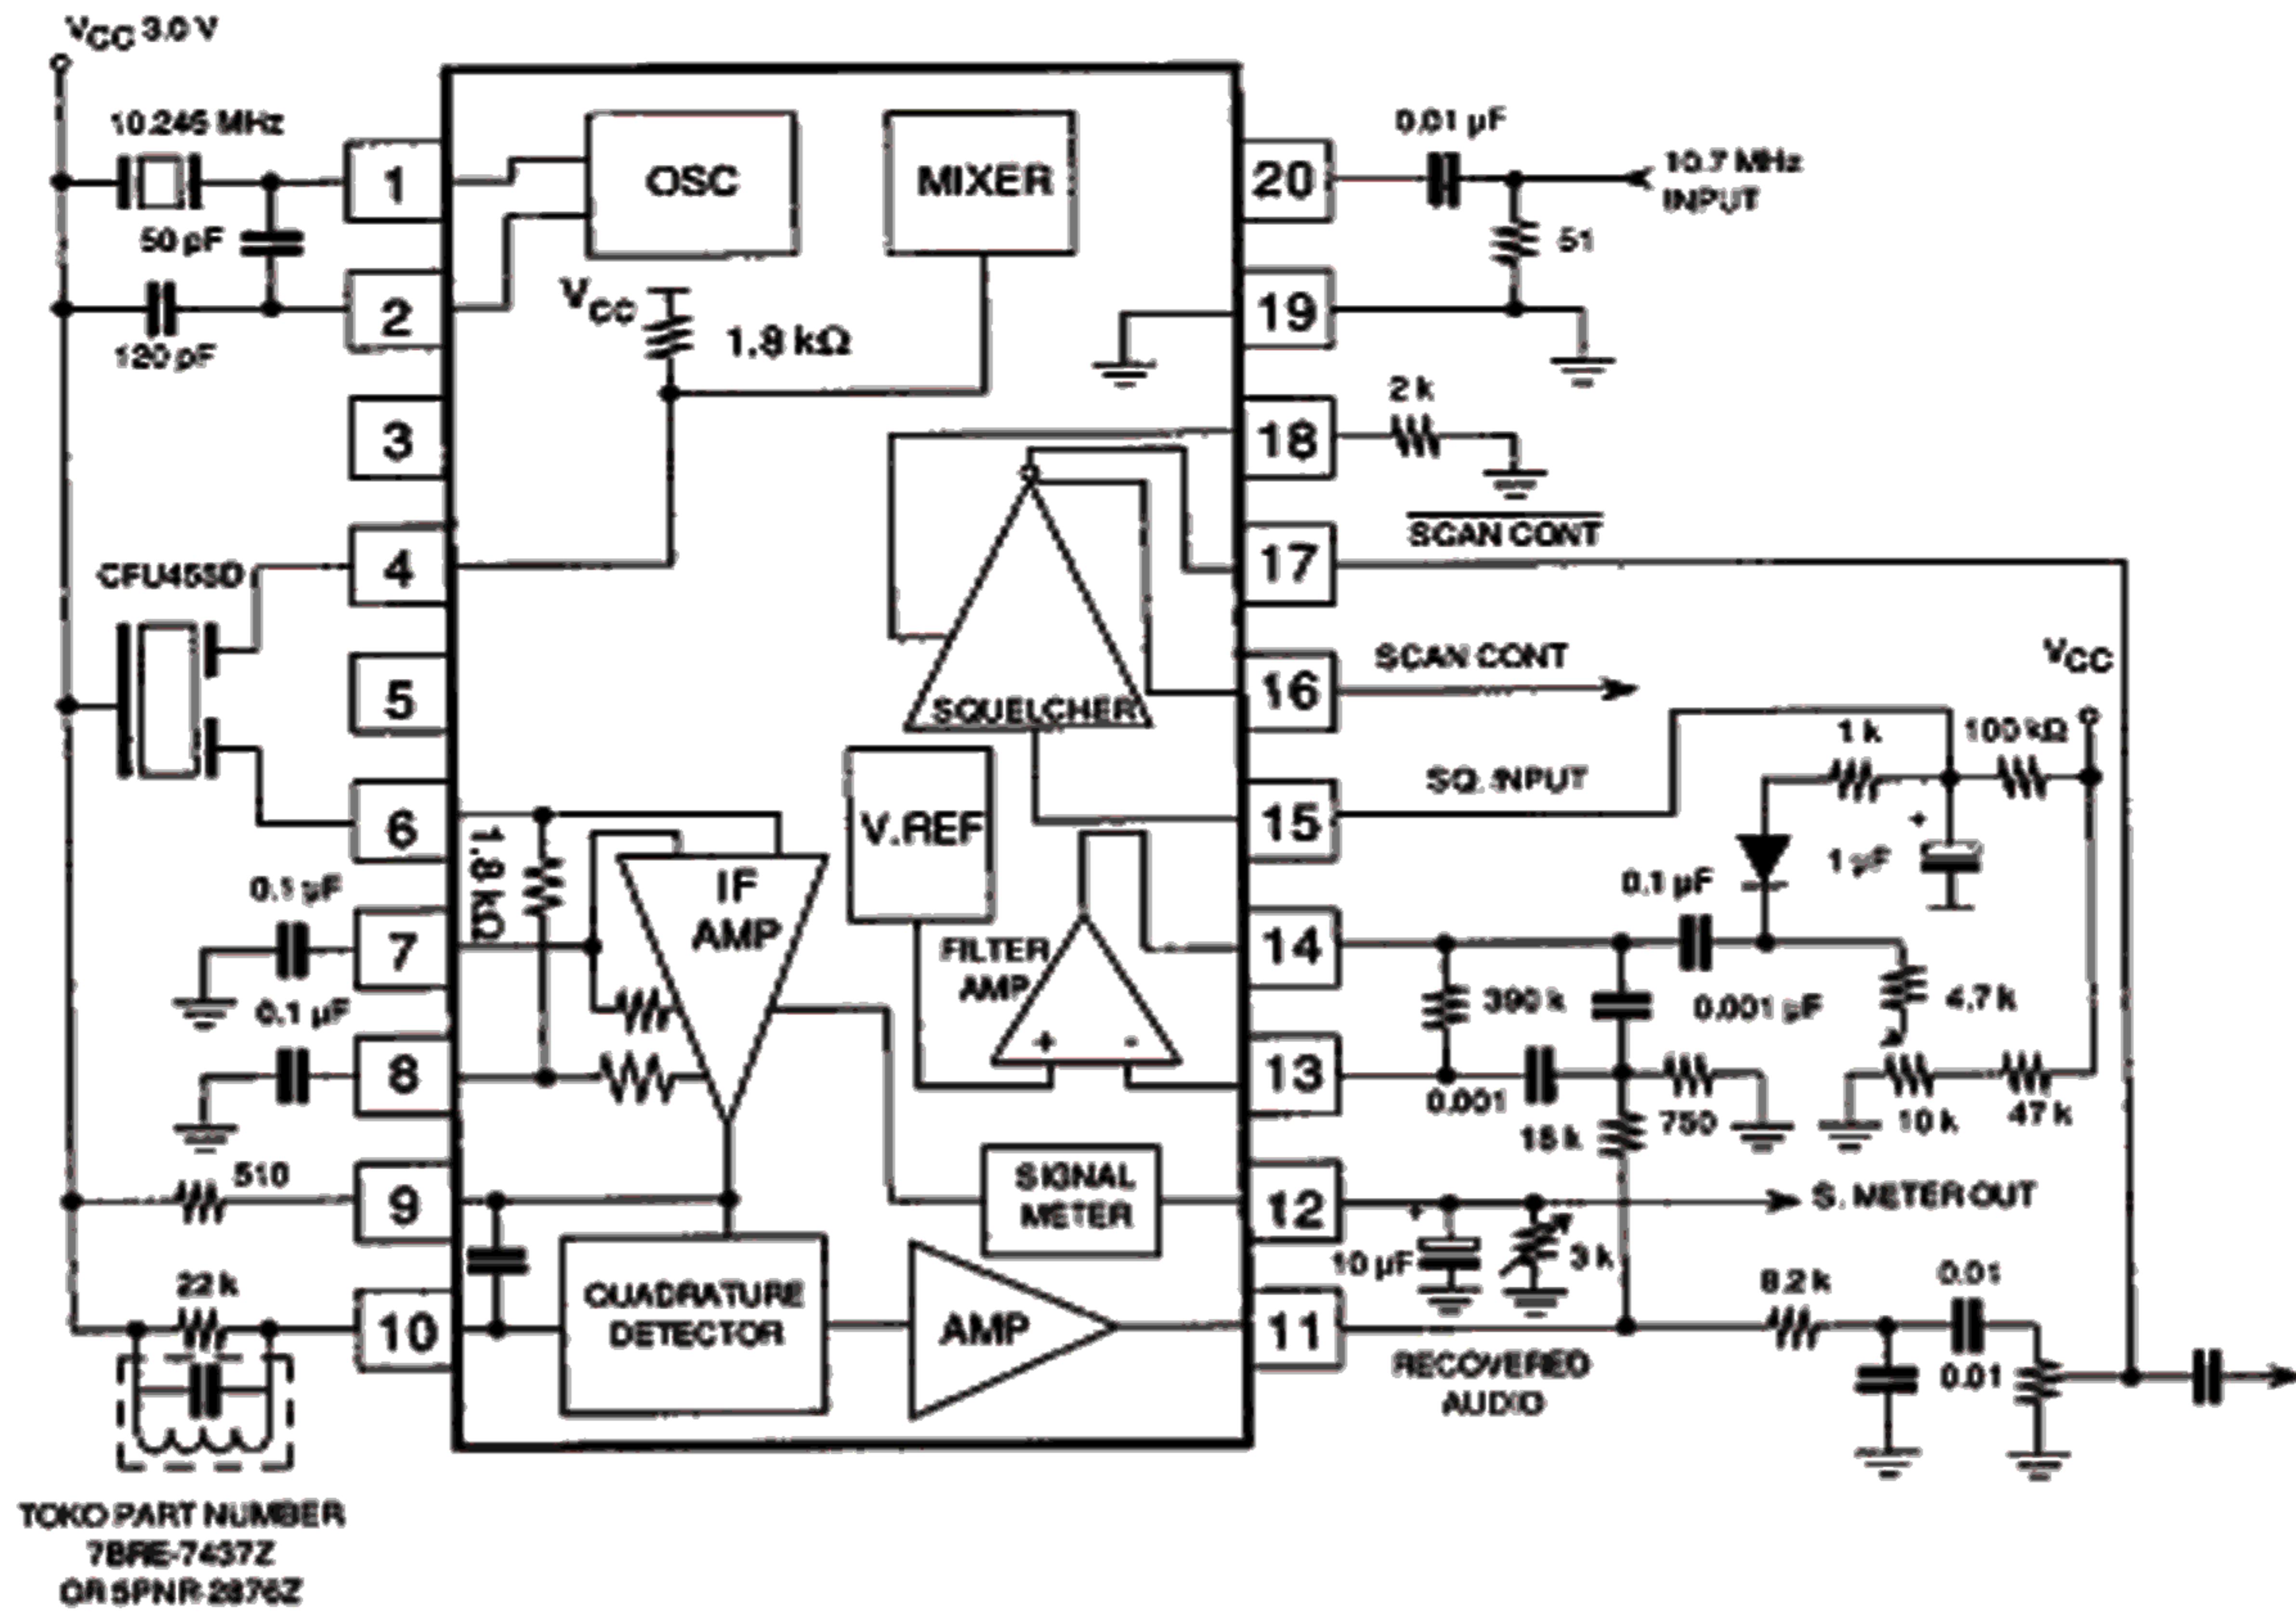 VCC 3.0 V
10.245 MHz
50 pF
120 pF
CFU455D
0.1 µF
0.1 µF
510
22 k
TOKO PART NUMBER
7BRE-7437Z
OR 5PNR-2876Z
1
2
3
4
5
6
7
8
9
10
OSC
MIXER
VCC
1.8 kΩ
SQUELCHER
V.REF
1.8 kΩ
IF
AMP
FILTER
AMP
+ -
SIGNAL
METER
QUADRATURE
DETECTOR
AMP
20
19
18
17
16
15
14
13
12
11
0.01 µF
10.7 MHz
INPUT
51
2 k
SCAN CONT
SCAN CONT
VCC
1 k
100 kΩ
SQ. INPUT
+
1 µF
0.1 µF
390 k
0.001 µF
4.7 k
0.001
15 k
750
10 k
47 k
S. METER OUT
+
10 µF
3 k
8.2 k
0.01
0.01
RECOVERED
AUDIO